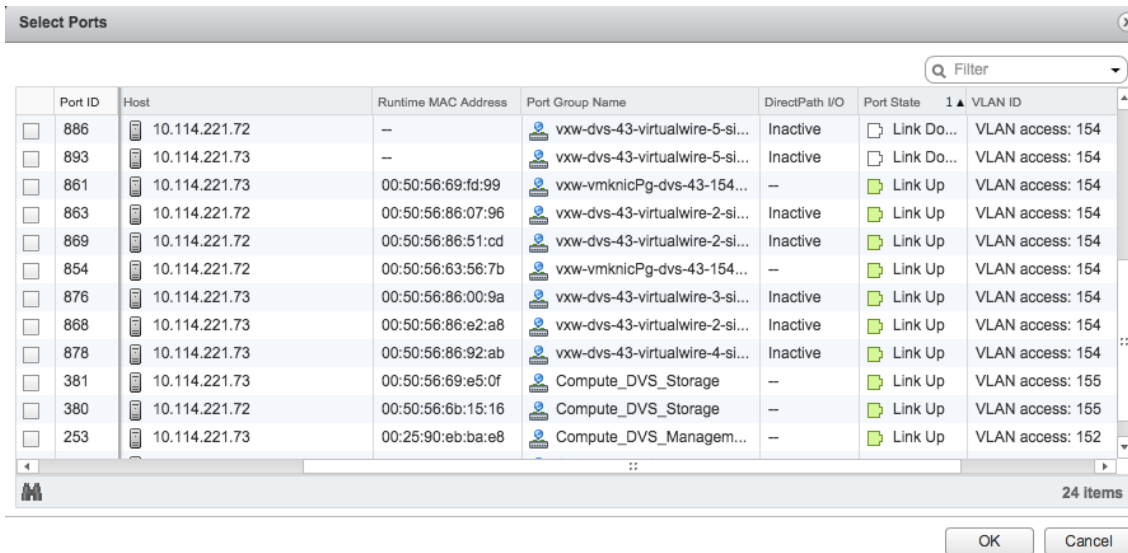 Select Ports
Filter
Port ID Host Runtime MAC Address Port Group Name DirectPath I/O Port State 1▲ VLAN ID
886 10.114.221.72 -- vxw-dvs-43-virtualwire-5-si... Inactive Link Do... VLAN access: 154
893 10.114.221.73 -- vxw-dvs-43-virtualwire-5-si... Inactive Link Do... VLAN access: 154
861 10.114.221.73 00:50:56:69:fd:99 vxw-vmknicPg-dvs-43-154... -- Link Up VLAN access: 154
863 10.114.221.72 00:50:56:86:07:96 vxw-dvs-43-virtualwire-2-si... Inactive Link Up VLAN access: 154
869 10.114.221.72 00:50:56:86:51:cd vxw-dvs-43-virtualwire-2-si... Inactive Link Up VLAN access: 154
854 10.114.221.72 00:50:56:63:56:7b vxw-vmknicPg-dvs-43-154... -- Link Up VLAN access: 154
876 10.114.221.73 00:50:56:86:00:9a vxw-dvs-43-virtualwire-3-si... Inactive Link Up VLAN access: 154
868 10.114.221.73 00:50:56:86:e2:a8 vxw-dvs-43-virtualwire-2-si... Inactive Link Up VLAN access: 154
878 10.114.221.73 00:50:56:86:92:ab vxw-dvs-43-virtualwire-4-si... Inactive Link Up VLAN access: 154
381 10.114.221.73 00:50:56:69:e5:0f Compute_DVS_Storage -- Link Up VLAN access: 155
380 10.114.221.72 00:50:56:6b:15:16 Compute_DVS_Storage -- Link Up VLAN access: 155
253 10.114.221.73 00:25:90:eb:ba:e8 Compute_DVS_Managem... -- Link Up VLAN access: 152
24 items
OK Cancel